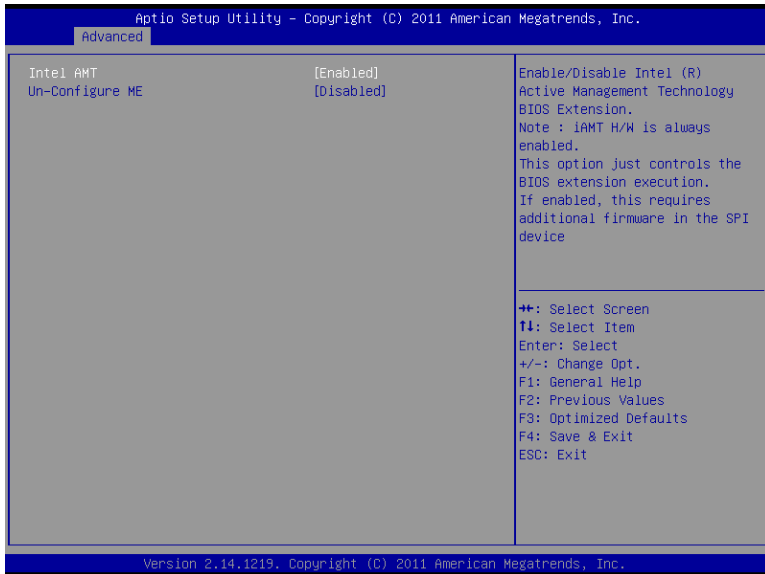 Aptio Setup Utility – Copyright (C) 2011 American Megatrends, Inc.
Advanced
Intel AMT [Enabled]
Un-Configure ME [Disabled]
Enable/Disable Intel (R)
Active Management Technology
BIOS Extension.
Note : iAMT H/W is always
enabled.
This option just controls the
BIOS extension execution.
If enabled, this requires
additional firmware in the SPI
device
→←: Select Screen
↑↓: Select Item
Enter: Select
+/-: Change Opt.
F1: General Help
F2: Previous Values
F3: Optimized Defaults
F4: Save & Exit
ESC: Exit
Version 2.14.1219. Copyright (C) 2011 American Megatrends, Inc.